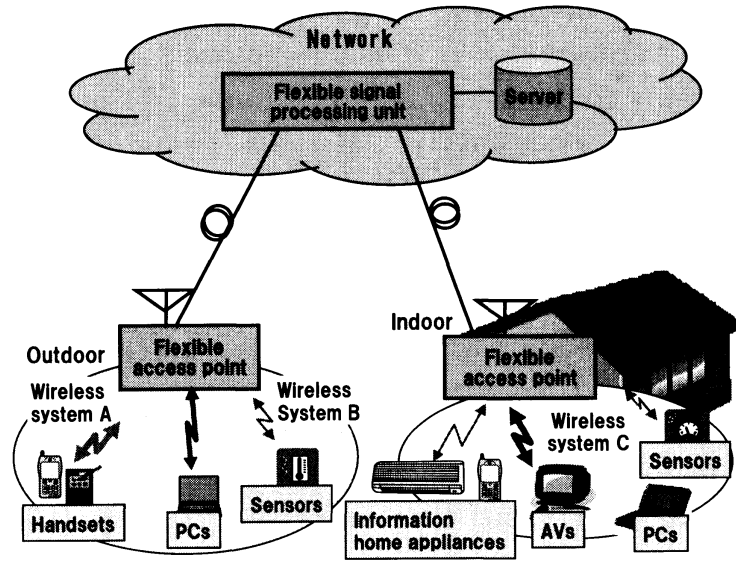 Network
Flexible signal
processing unit
Server
Indoor
Outdoor
Flexible
access point
Flexible
access point
Wireless
system A
Wireless
System B
Wireless
system C
Handsets
PCs
Sensors
Information
home appliances
AVs
PCs
Sensors